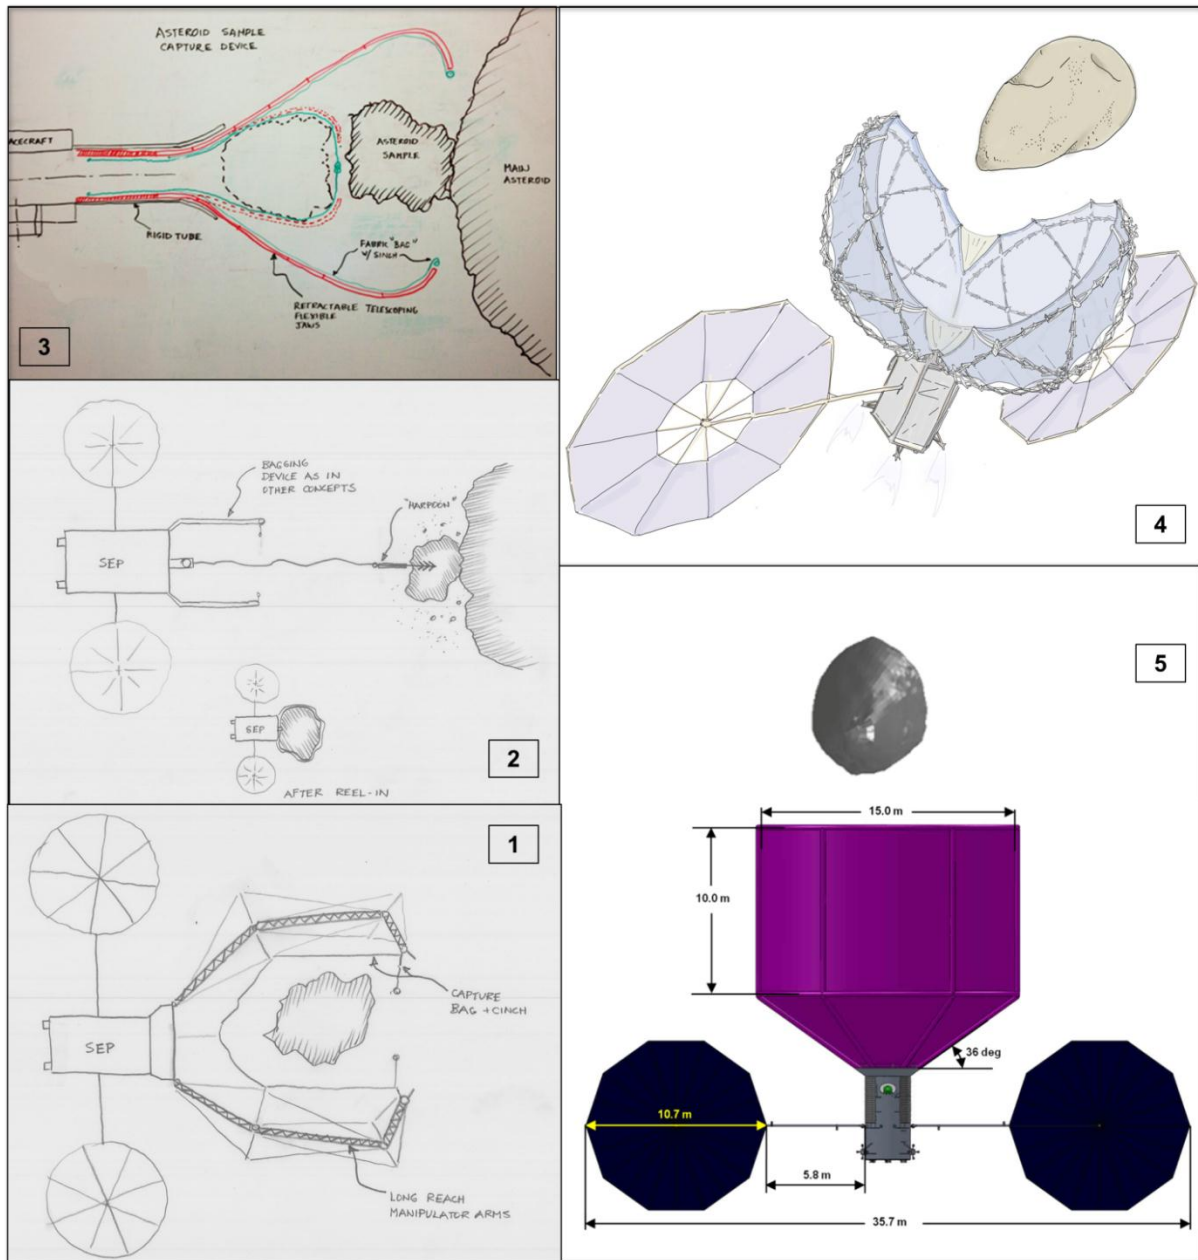 ASTEROID SAMPLE
CAPTURE DEVICE
ACECRAFT
ASTEROID
SAMPLE
MAIN
ASTEROID
RIGID TUBE
FABRIC "BAG"
W/ SINCH
RETRACTABLE TELESCOPING
FLEXIBLE
JAWS
3
BAGGING
DEVICE AS IN
OTHER CONCEPTS
"HARPOON"
SEP
SEP
AFTER REEL-IN
2
1
SEP
CAPTURE
BAG + CINCH
LONG REACH
MANIPULATOR ARMS
4
5
15.0 m
10.0 m
36 deg
10.7 m
5.8 m
35.7 m